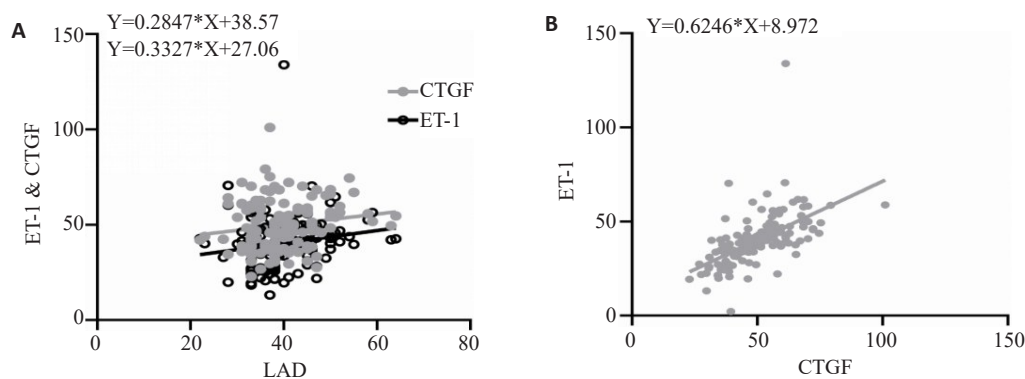 A
Y=0.2847*X+38.57
Y=0.3327*X+27.06
150
100
50
0
ET-1 & CTGF
CTGF
ET-1
0 20 40 60 80
LAD
B
Y=0.6246*X+8.972
150
100
50
0
ET-1
0 50 100 150
CTGF